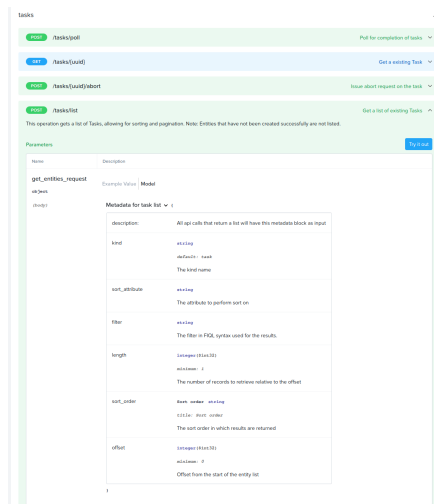 tasks
POST /tasks/poll Poll for completion of tasks
GET /tasks/{uuid} Get a existing Task
POST /tasks/{uuid}/abort Issue abort request on the task
POST /tasks/list Get a list of existing Tasks
This operation gets a list of Tasks, allowing for sorting and pagination. Note: Entities that have not been created successfully are not listed.
Parameters Try it out
Name Description
get_entities_request
object
(body)
Example Value Model
Metadata for task list {
description: All api calls that return a list will have this metadata block as input
kind string
default: task
The kind name
sort_attribute string
The attribute to perform sort on
filter string
The filter in FIQL syntax used for the results.
length integer($int32)
minimum: 1
The number of records to retrieve relative to the offset
sort_order Sort order string
title: Sort order
The sort order in which results are returned
offset integer($int32)
minimum: 0
Offset from the start of the entity list
}